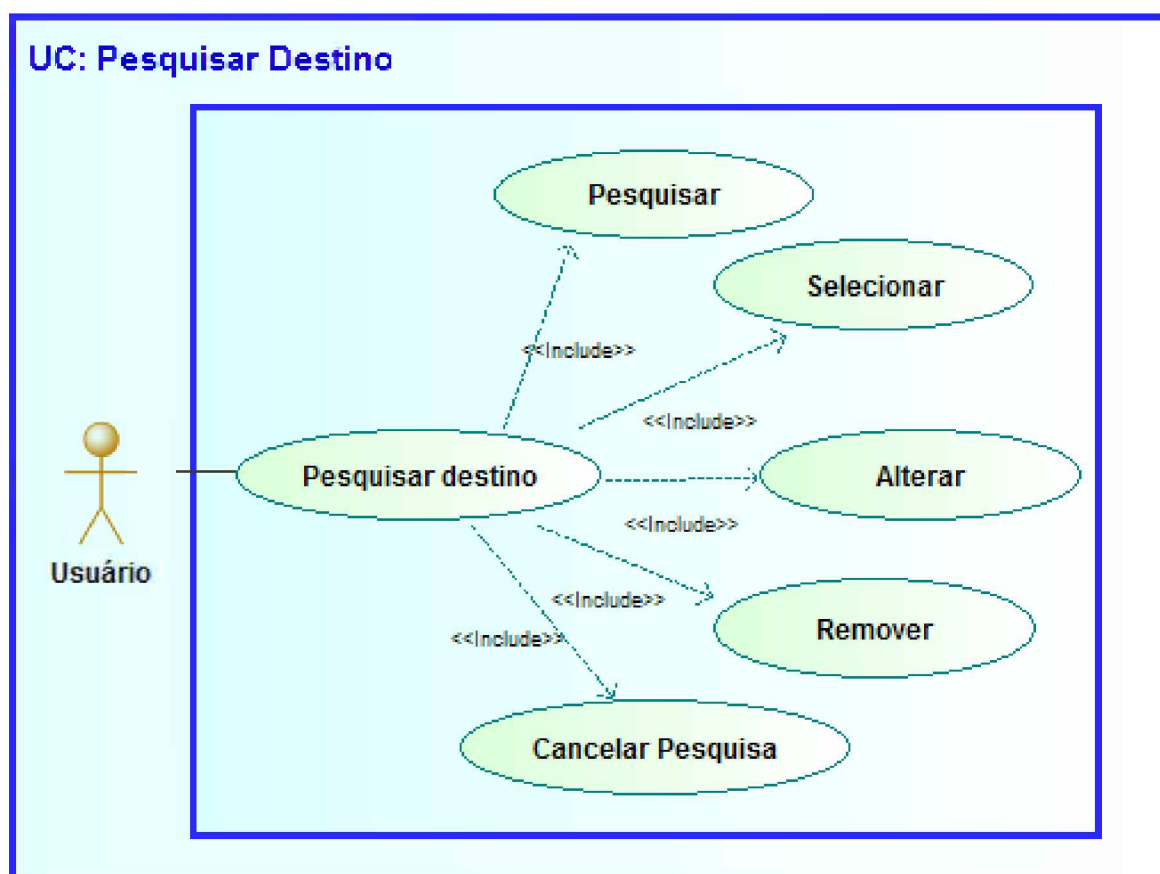 UC: Pesquisar Destino
Pesquisar
Selecionar
<<Include>>
<<Include>>
Pesquisar destino
Alterar
<<Include>>
Usuário
<<Include>>
Remover
<<Include>>
Cancelar Pesquisa